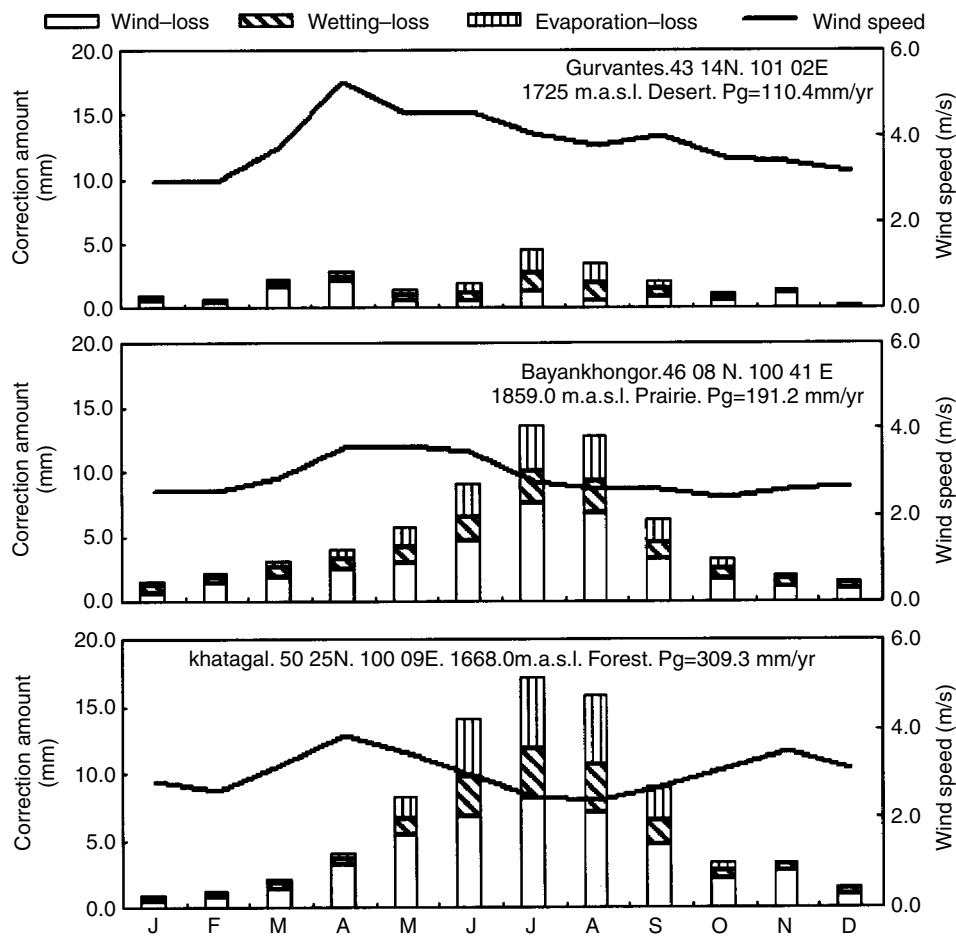 Wind–loss Wetting–loss Evaporation–loss Wind speed
20.0
15.0
10.0
5.0
0.0
Correction amount
(mm)
Gurvantes.43 14N. 101 02E
1725 m.a.s.l. Desert. Pg=110.4mm/yr
6.0
4.0
2.0
0.0
Wind speed (m/s)
20.0
15.0
10.0
5.0
0.0
Correction amount
(mm)
Bayankhongor.46 08 N. 100 41 E
1859.0 m.a.s.l. Prairie. Pg=191.2 mm/yr
6.0
4.0
2.0
0.0
Wind speed (m/s)
20.0
15.0
10.0
5.0
0.0
Correction amount
(mm)
khatagal. 50 25N. 100 09E. 1668.0m.a.s.l. Forest. Pg=309.3 mm/yr
6.0
4.0
2.0
0.0
Wind speed (m/s)
J F M A M J J A S O N D